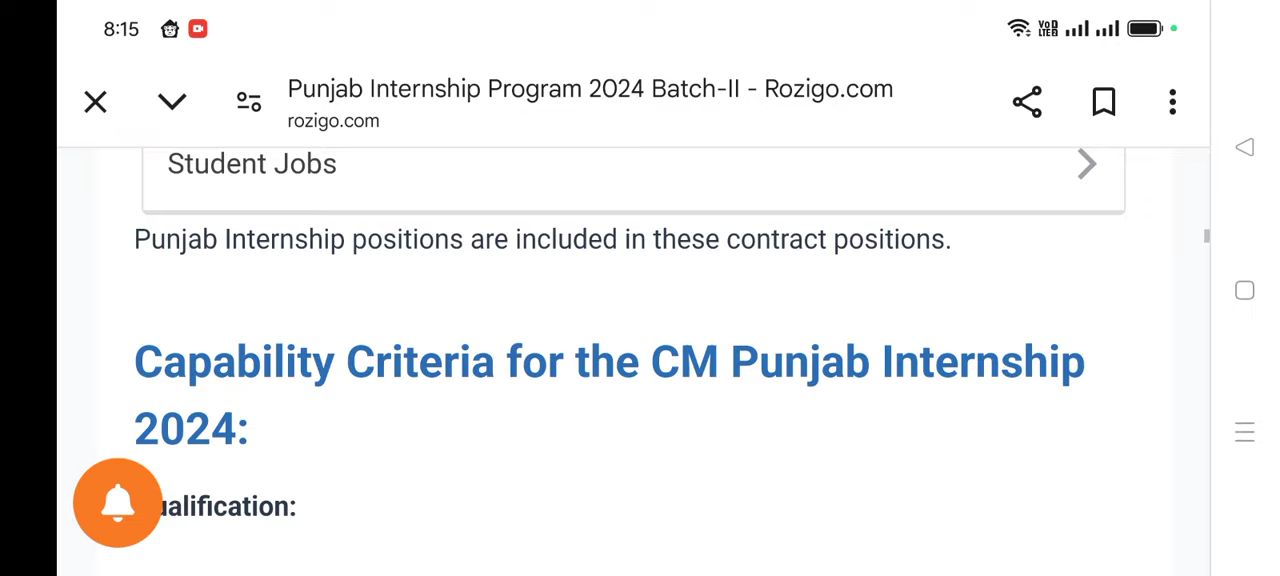 8:15
Punjab Internship Program 2024 Batch-II - Rozigo.com
rozigo.com
Student Jobs
Punjab Internship positions are included in these contract positions.
Capability Criteria for the CM Punjab Internship
2024:
ualification: